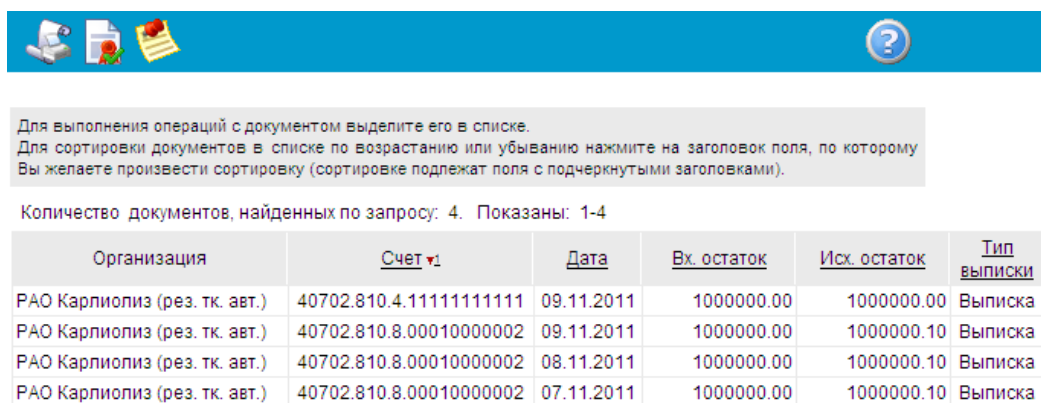 Для выполнения операций с документом выделите его в списке.
Для сортировки документов в списке по возрастанию или убыванию нажмите на заголовок поля, по которому
Вы желаете произвести сортировку (сортировке подлежат поля с подчеркнутыми заголовками).
Количество документов, найденных по запросу: 4. Показаны: 1-4
Организация Счет ▼1 Дата Вх. остаток Исх. остаток Тип выписки
РАО Карлиолиз (рез. тк. авт.) 40702.810.4.11111111111 09.11.2011 1000000.00 1000000.00 Выписка
РАО Карлиолиз (рез. тк. авт.) 40702.810.8.00010000002 09.11.2011 1000000.00 1000000.10 Выписка
РАО Карлиолиз (рез. тк. авт.) 40702.810.8.00010000002 08.11.2011 1000000.00 1000000.10 Выписка
РАО Карлиолиз (рез. тк. авт.) 40702.810.8.00010000002 07.11.2011 1000000.00 1000000.10 Выписка